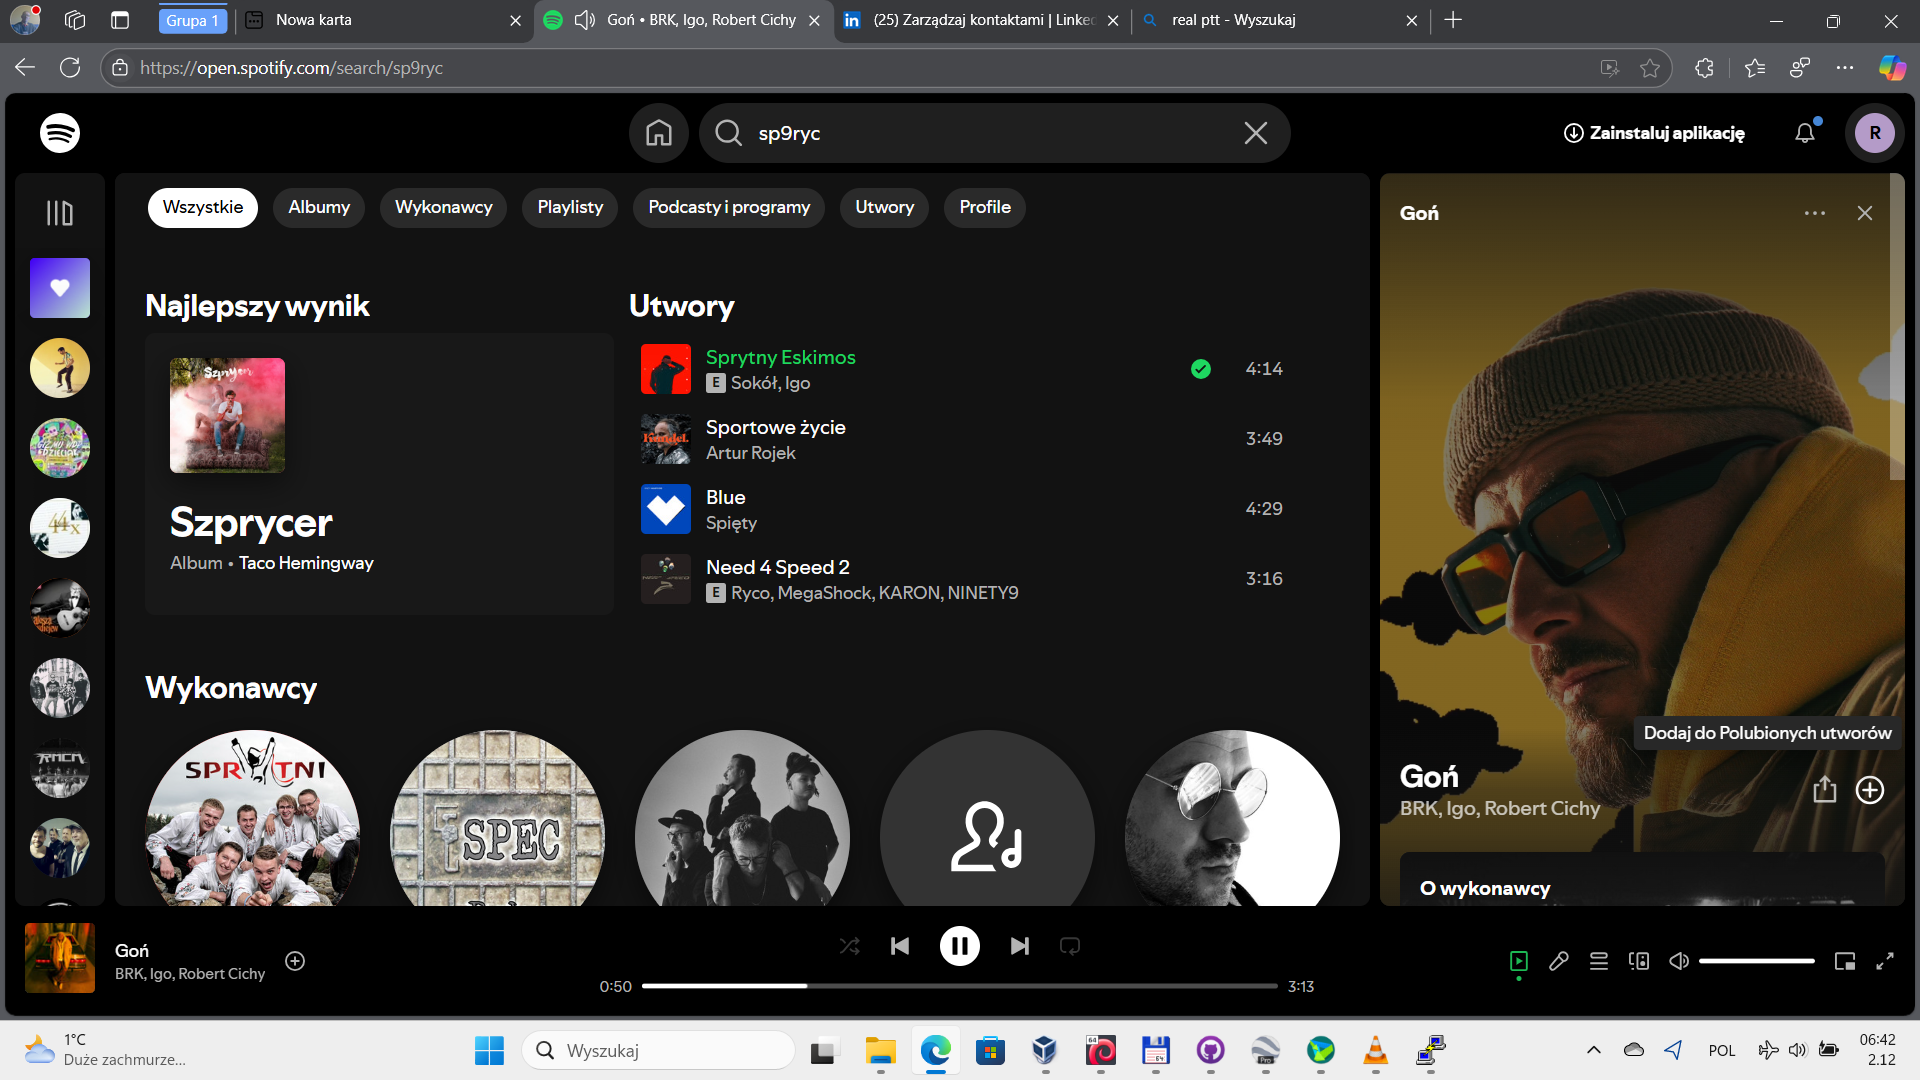 Grupa 1
Nowa karta
Goń • BRK, Igo, Robert Cichy
(25) Zarządzaj kontaktami | Linke
real ptt - Wyszukaj
https://open.spotify.com/search/sp9ryc
sp9ryc
Zainstaluj aplikację
R
Wszystkie
Albumy
Wykonawcy
Playlisty
Podcasty i programy
Utwory
Profile
Goń
Najlepszy wynik
Szprycer
Szprycer
Album • Taco Hemingway
Utwory
Sprytny Eskimos
E Sokół, Igo
4:14
Sportowe życie
Artur Rojek
3:49
Blue
Spięty
4:29
Need 4 Speed 2
E Ryco, MegaShock, KARON, NINETY9
3:16
Wykonawcy
SPRYTNI
SPEC
Dodaj do Polubionych utworów
Goń
BRK, Igo, Robert Cichy
O wykonawcy
Goń
BRK, Igo, Robert Cichy
0:50
3:13
1°C
Duże zachmurze...
Wyszukaj
64
Pro
POL
06:42
2.12